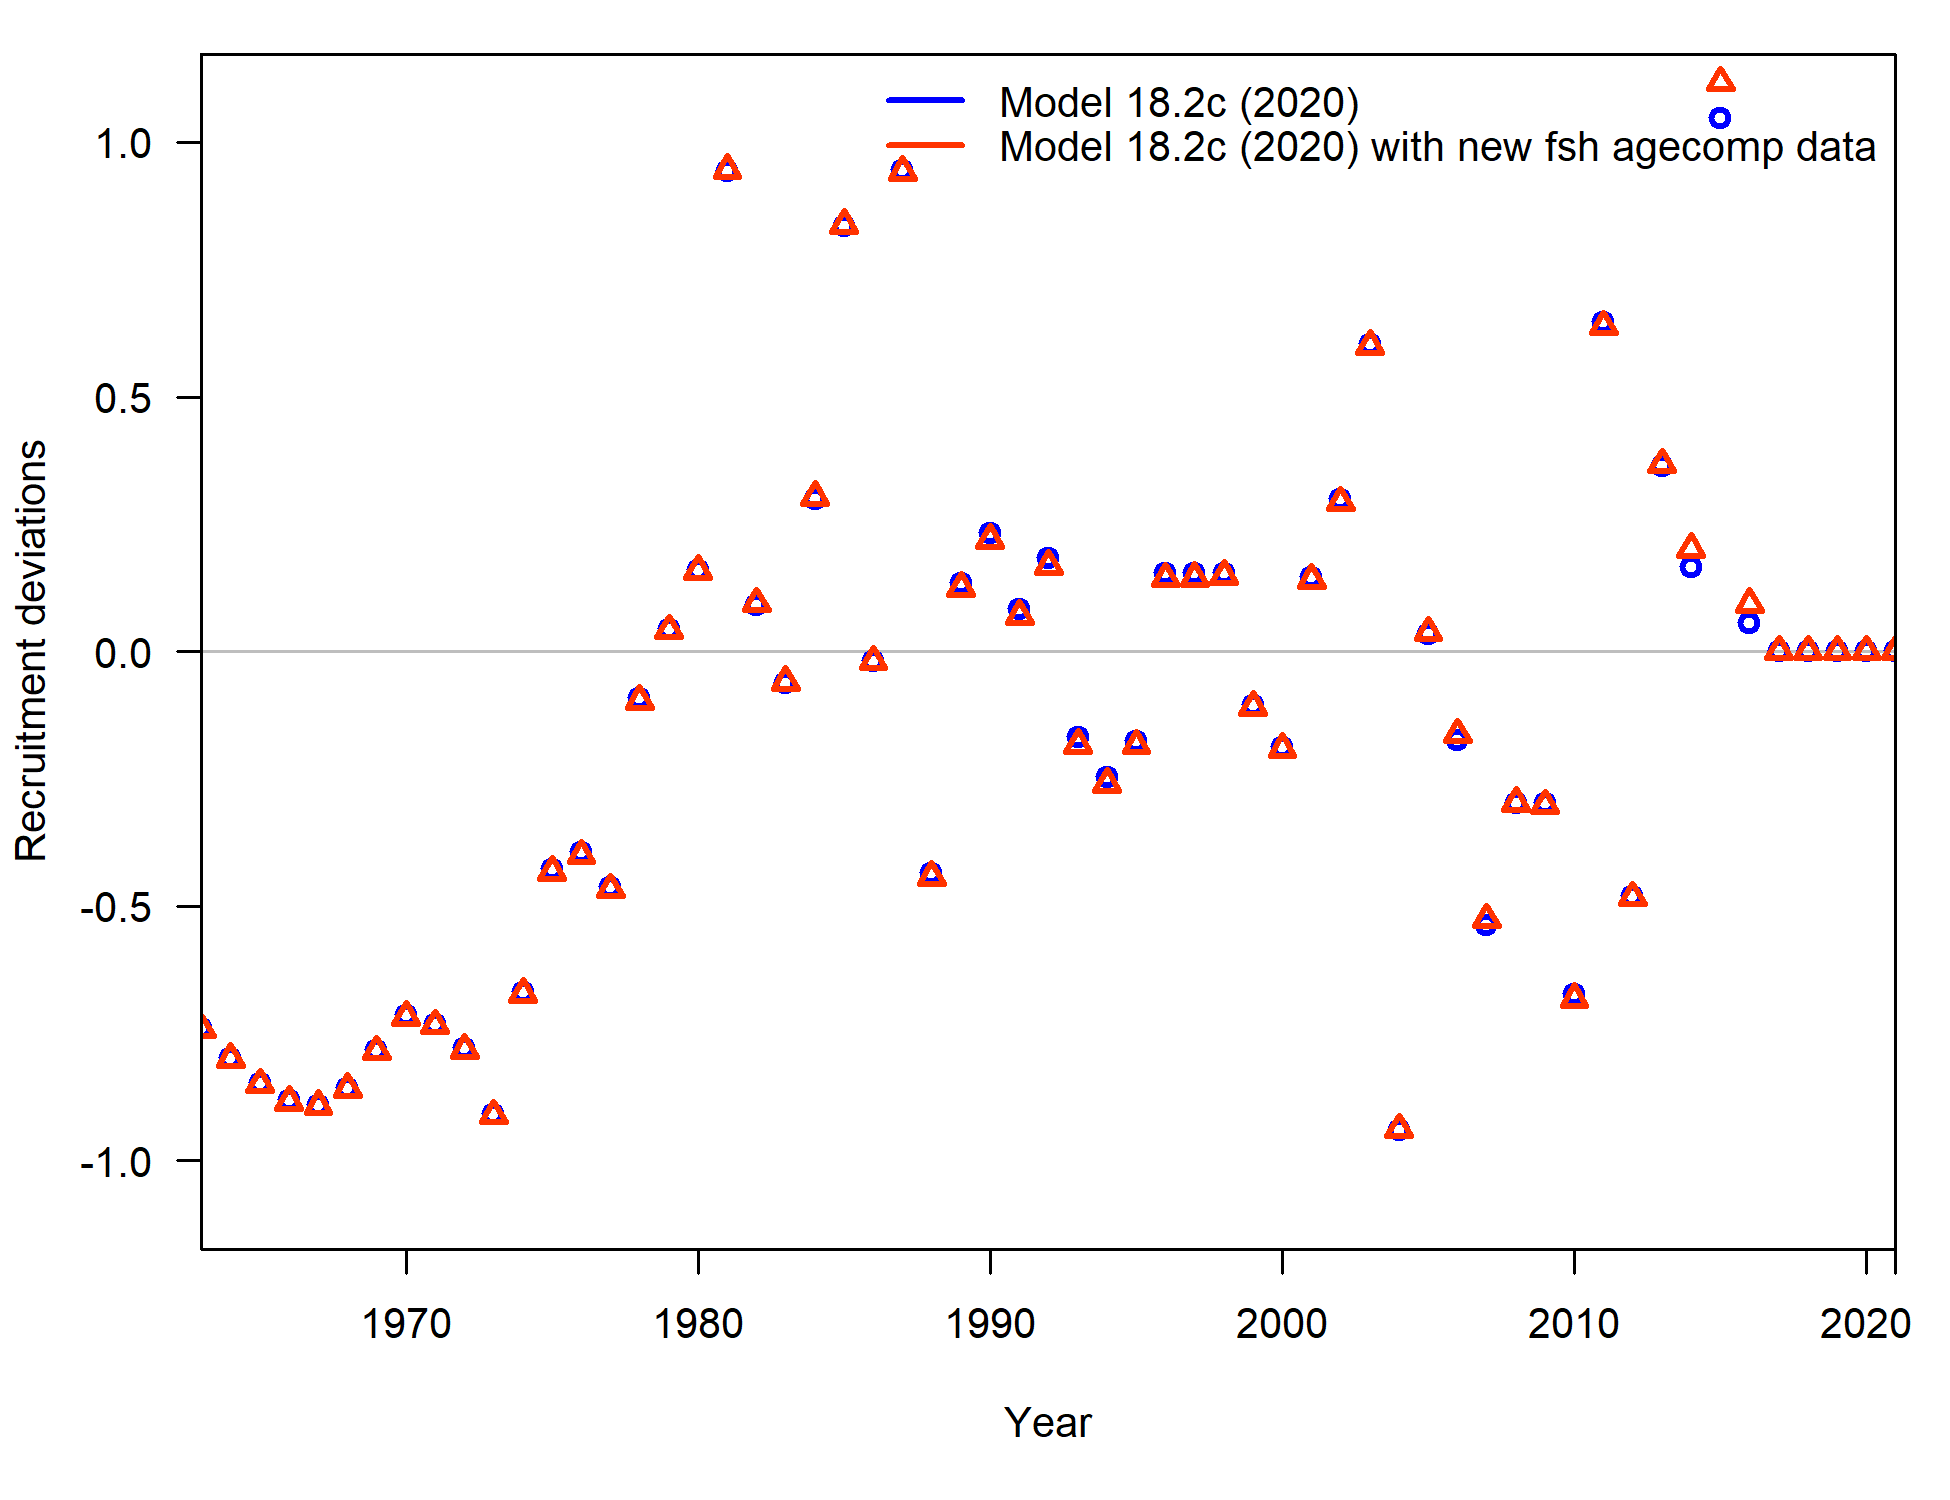 Model 18.2c (2020)
Model 18.2c (2020) with new fsh agecomp data
1.0
0.5
0.0
-0.5
-1.0
Recruitment deviations
1970 1980 1990 2000 2010 2020
Year